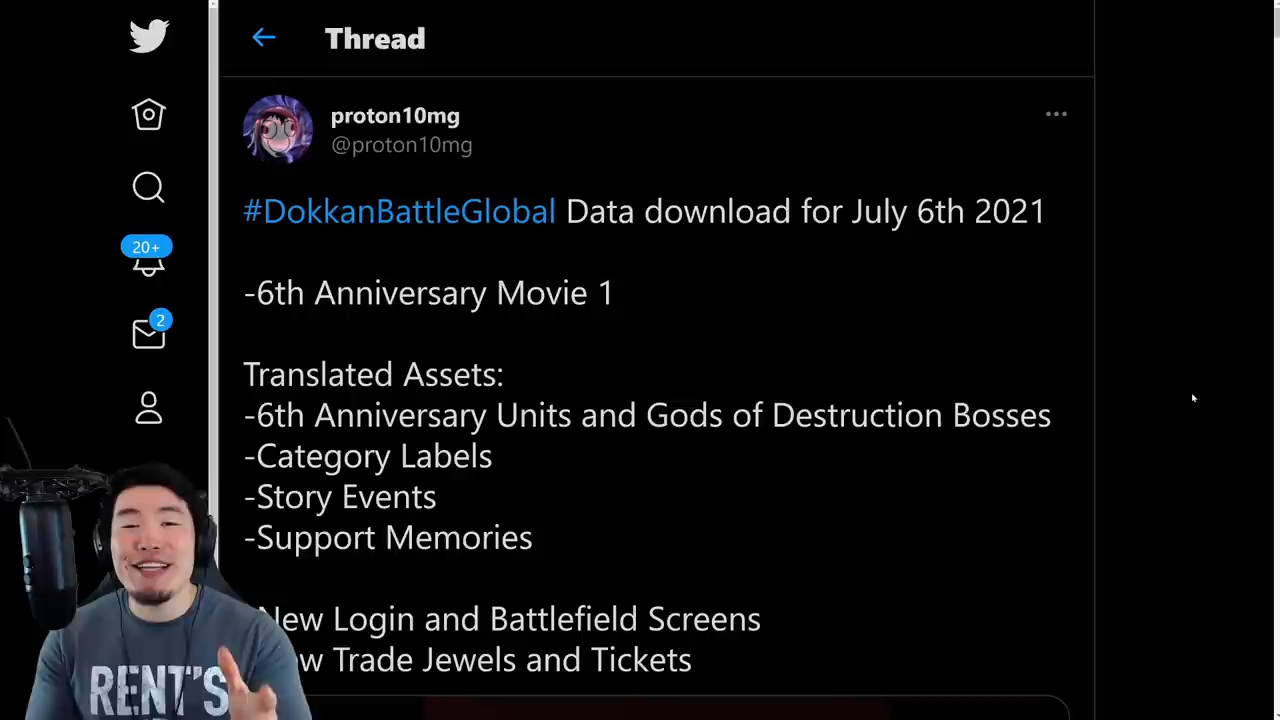 Thread
proton10mg
@proton10mg
#DokkanBattleGlobal Data download for July 6th 2021
-6th Anniversary Movie 1
20+
2
Translated Assets:
-6th Anniversary Units and Gods of Destruction Bosses
-Category Labels
-Story Events
-Support Memories
New Login and Battlefield Screens
Trade Jewels and Tickets
RENT'S